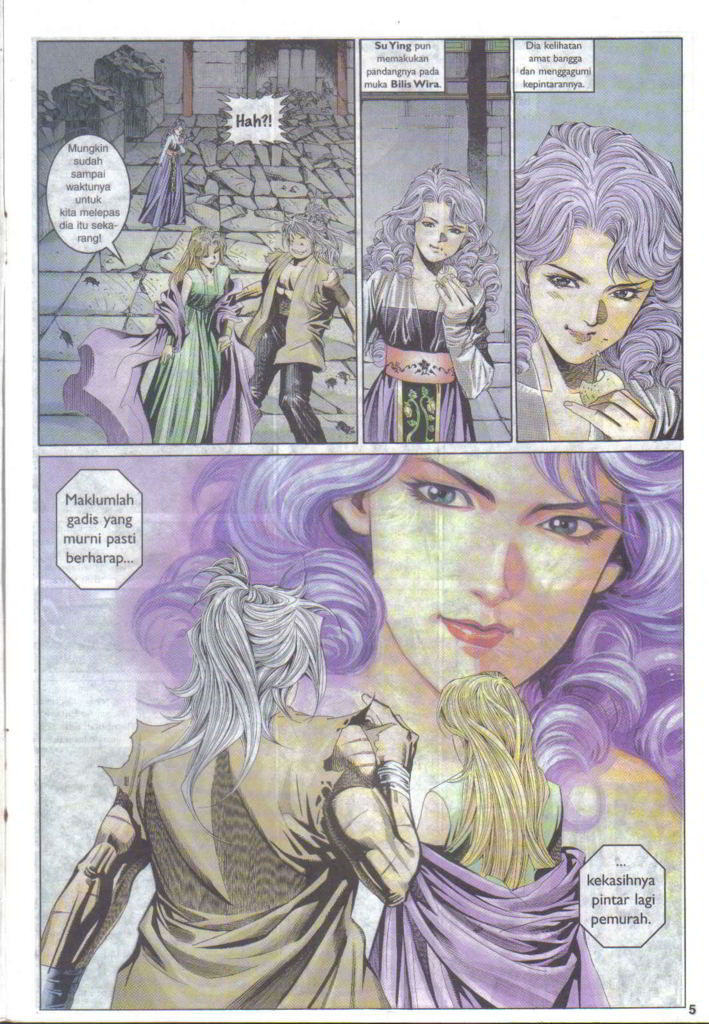 Hah?!
Mungkin
sudah
sampai
waktunya
untuk
kita melepas
dia itu seka-
rang!
Su Ying pun
memakukan
pandangnya pada
muka Bilis Wira.
Dia kelihatan
amat bangga
dan menggagumi
kepintarannya.
Maklumlah
gadis yang
murni pasti
berharap...
...
kekasihnya
pintar lagi
pemurah.
5